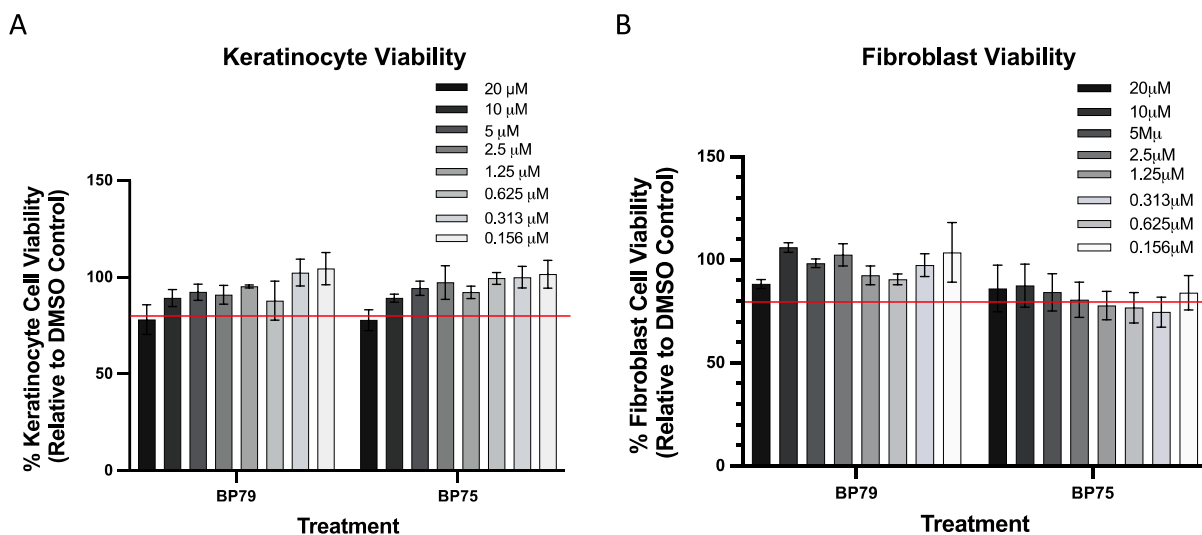 A
Keratinocyte Viability
20 µM
10 μM
5 μM
2.5 μM
1.25 μM
0.625 μM
0.313 μM
0.156 μM
% Keratinocyte Cell Viability
(Relative to DMSO Control)
150
100
50
0
BP79
BP75
Treatment
B
Fibroblast Viability
20μM
10μM
5Mμ
2.5μM
1.25μM
0.313μM
0.625μM
0.156μM
% Fibroblast Cell Viability
(Relative to DMSO Control)
150
100
50
0
BP79
BP75
Treatment